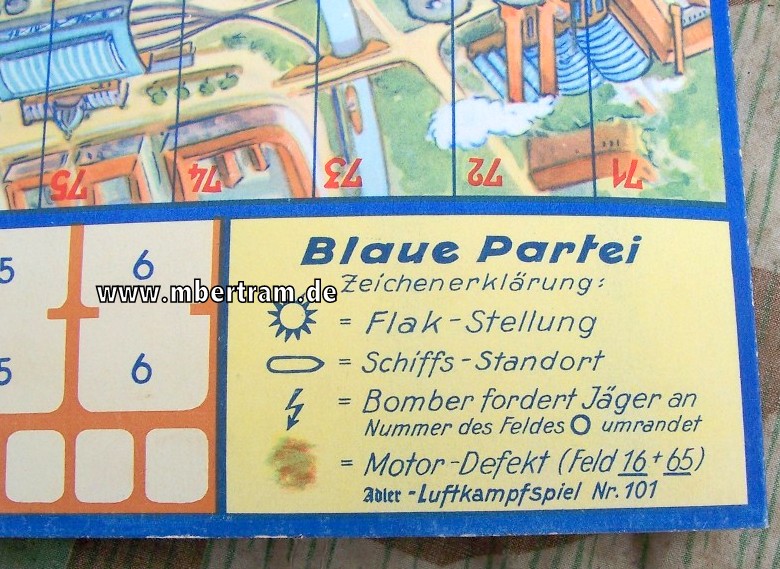 75 74 73 72 71
5 6
www.mbertram.de
5 6
Blaue Partei
Zeichenerklärung:
= Flak-Stellung
= Schiffs-Standort
= Bomber fordert Jäger an
Nummer des Feldes O umrandet
= Motor-Defekt (Feld 16+65)
Adler-Luftkampfspiel Nr. 101